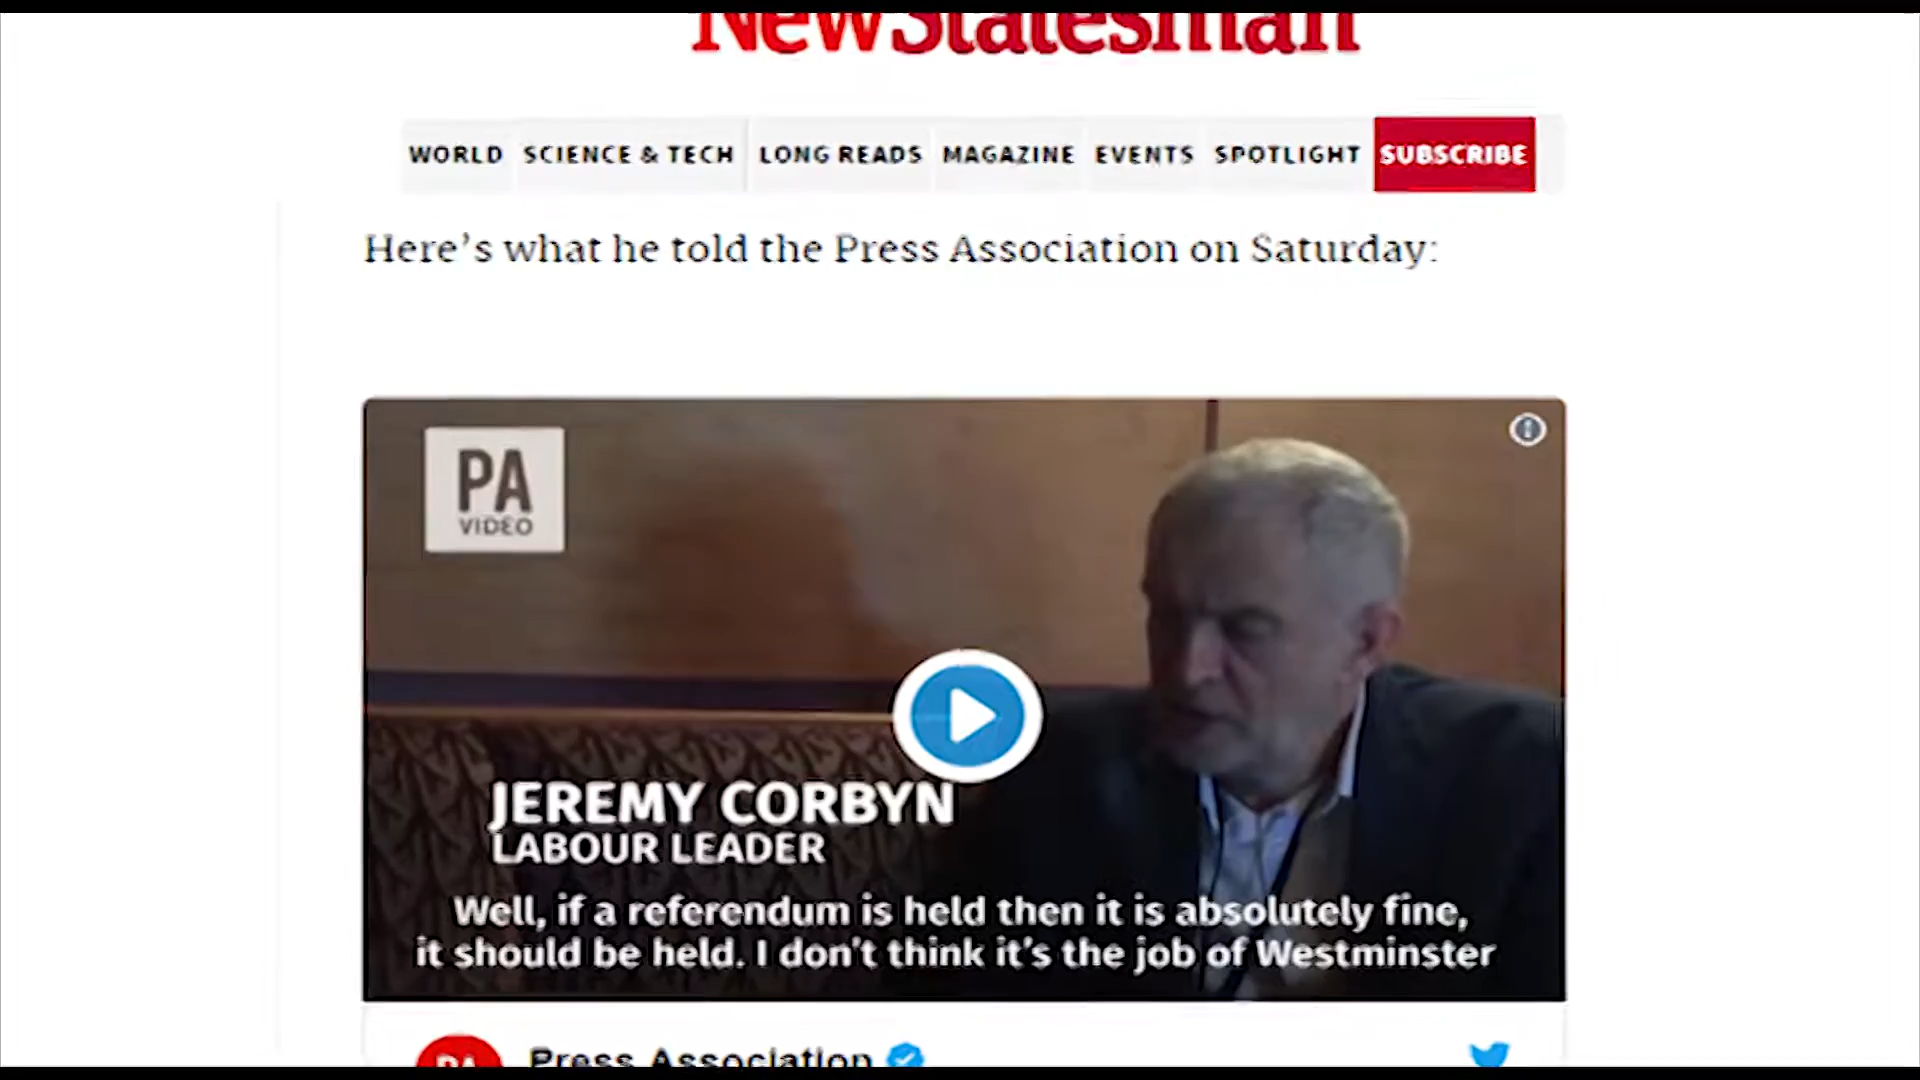 NewStatesman
WORLD SCIENCE & TECH LONG READS MAGAZINE EVENTS SPOTLIGHT SUBSCRIBE
Here's what he told the Press Association on Saturday:
PA
VIDEO
JEREMY CORBYN
LABOUR LEADER
Well, if a referendum is held then it is absolutely fine,
it should be held. I don't think it's the job of Westminster
PA Press Association